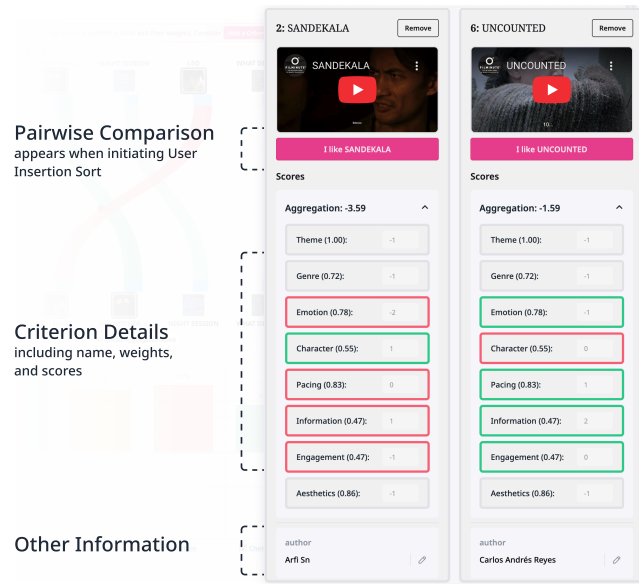 Pairwise Comparison
appears when initiating User
Insertion Sort
Criterion Details
including name, weights,
and scores
Other Information
2: SANDEKALA
Remove
FILMINUTE
SANDEKALA
I like SANDEKALA
Scores
Aggregation: -3.59
Theme (1.00): -1
Genre (0.72): -1
Emotion (0.78): -2
Character (0.55): 1
Pacing (0.83): 0
Information (0.47): 1
Engagement (0.47): -1
Aesthetics (0.86): -1
author
Arfi Sn
6: UNCOUNTED
Remove
FILMINUTE
UNCOUNTED
10.
I like UNCOUNTED
Scores
Aggregation: -1.59
Theme (1.00): -1
Genre (0.72): -1
Emotion (0.78): -1
Character (0.55): 0
Pacing (0.83): 1
Information (0.47): 2
Engagement (0.47): 0
Aesthetics (0.86): -1
author
Carlos Andrés Reyes